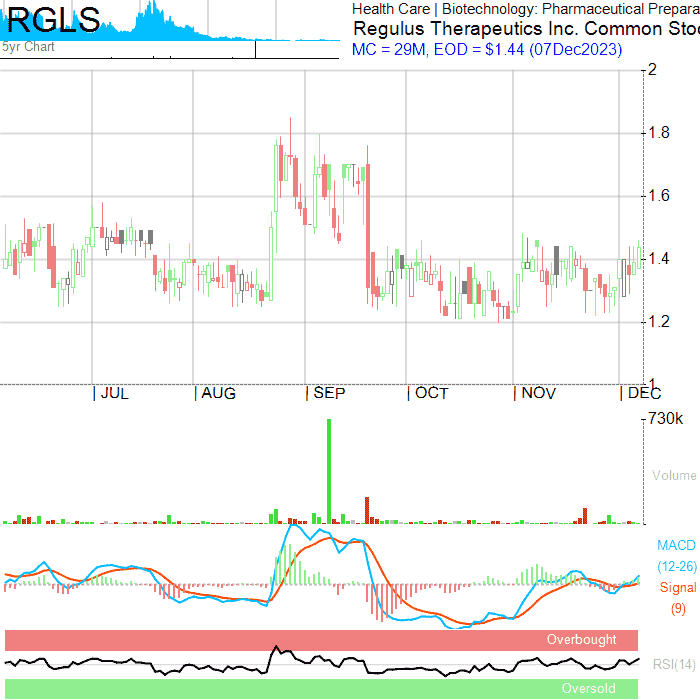 RGLS
5yr Chart
Health Care | Biotechnology: Pharmaceutical Prepara
Regulus Therapeutics Inc. Common Stoc
MC = 29M, EOD = $1.44 (07Dec2023)
2
1.8
1.6
1.4
1.2
1
JUL AUG SEP OCT NOV DEC
730k
Volume
MACD
(12-26)
Signal
(9)
Overbought
RSI(14)
Oversold